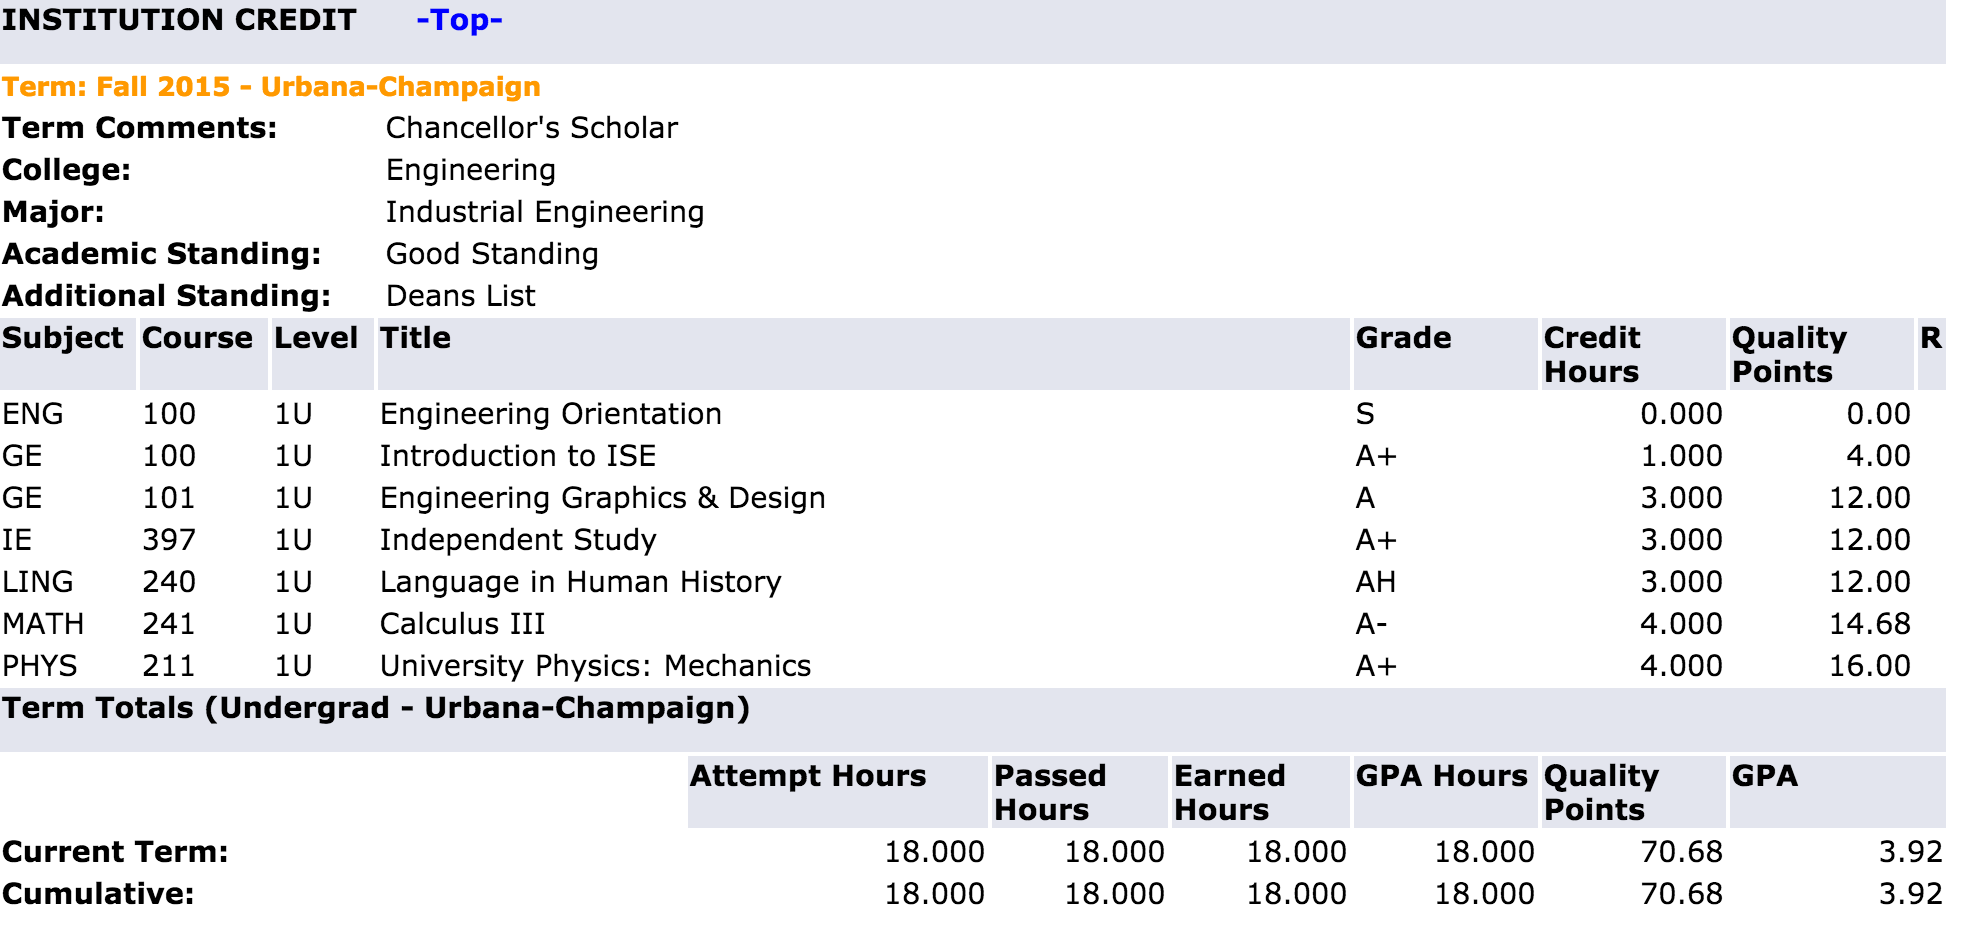 INSTITUTION CREDIT -Top-
Term: Fall 2015 - Urbana-Champaign
Term Comments: Chancellor's Scholar
College: Engineering
Major: Industrial Engineering
Academic Standing: Good Standing
Additional Standing: Deans List
Subject Course Level Title Grade Credit Hours Quality Points R
ENG 100 1U Engineering Orientation S 0.000 0.00
GE 100 1U Introduction to ISE A+ 1.000 4.00
GE 101 1U Engineering Graphics & Design A 3.000 12.00
IE 397 1U Independent Study A+ 3.000 12.00
LING 240 1U Language in Human History AH 3.000 12.00
MATH 241 1U Calculus III A- 4.000 14.68
PHYS 211 1U University Physics: Mechanics A+ 4.000 16.00
Term Totals (Undergrad - Urbana-Champaign)
Attempt Hours Passed Hours Earned Hours GPA Hours Quality Points GPA
Current Term: 18.000 18.000 18.000 18.000 70.68 3.92
Cumulative: 18.000 18.000 18.000 18.000 70.68 3.92